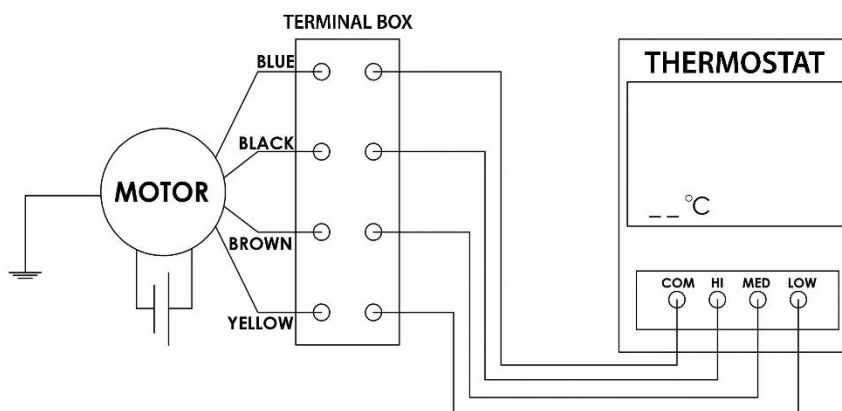 TERMINAL BOX
BLUE
BLACK
BROWN
YELLOW
MOTOR
THERMOSTAT
_ _ °C
COM HI MED LOW